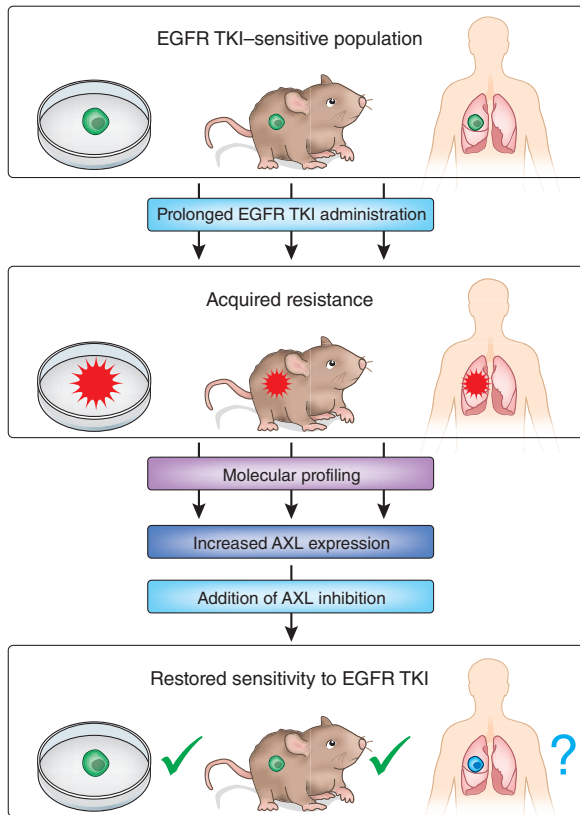 EGFR TKI–sensitive population
Prolonged EGFR TKI administration
Acquired resistance
Molecular profiling
Increased AXL expression
Addition of AXL inhibition
Restored sensitivity to EGFR TKI
?